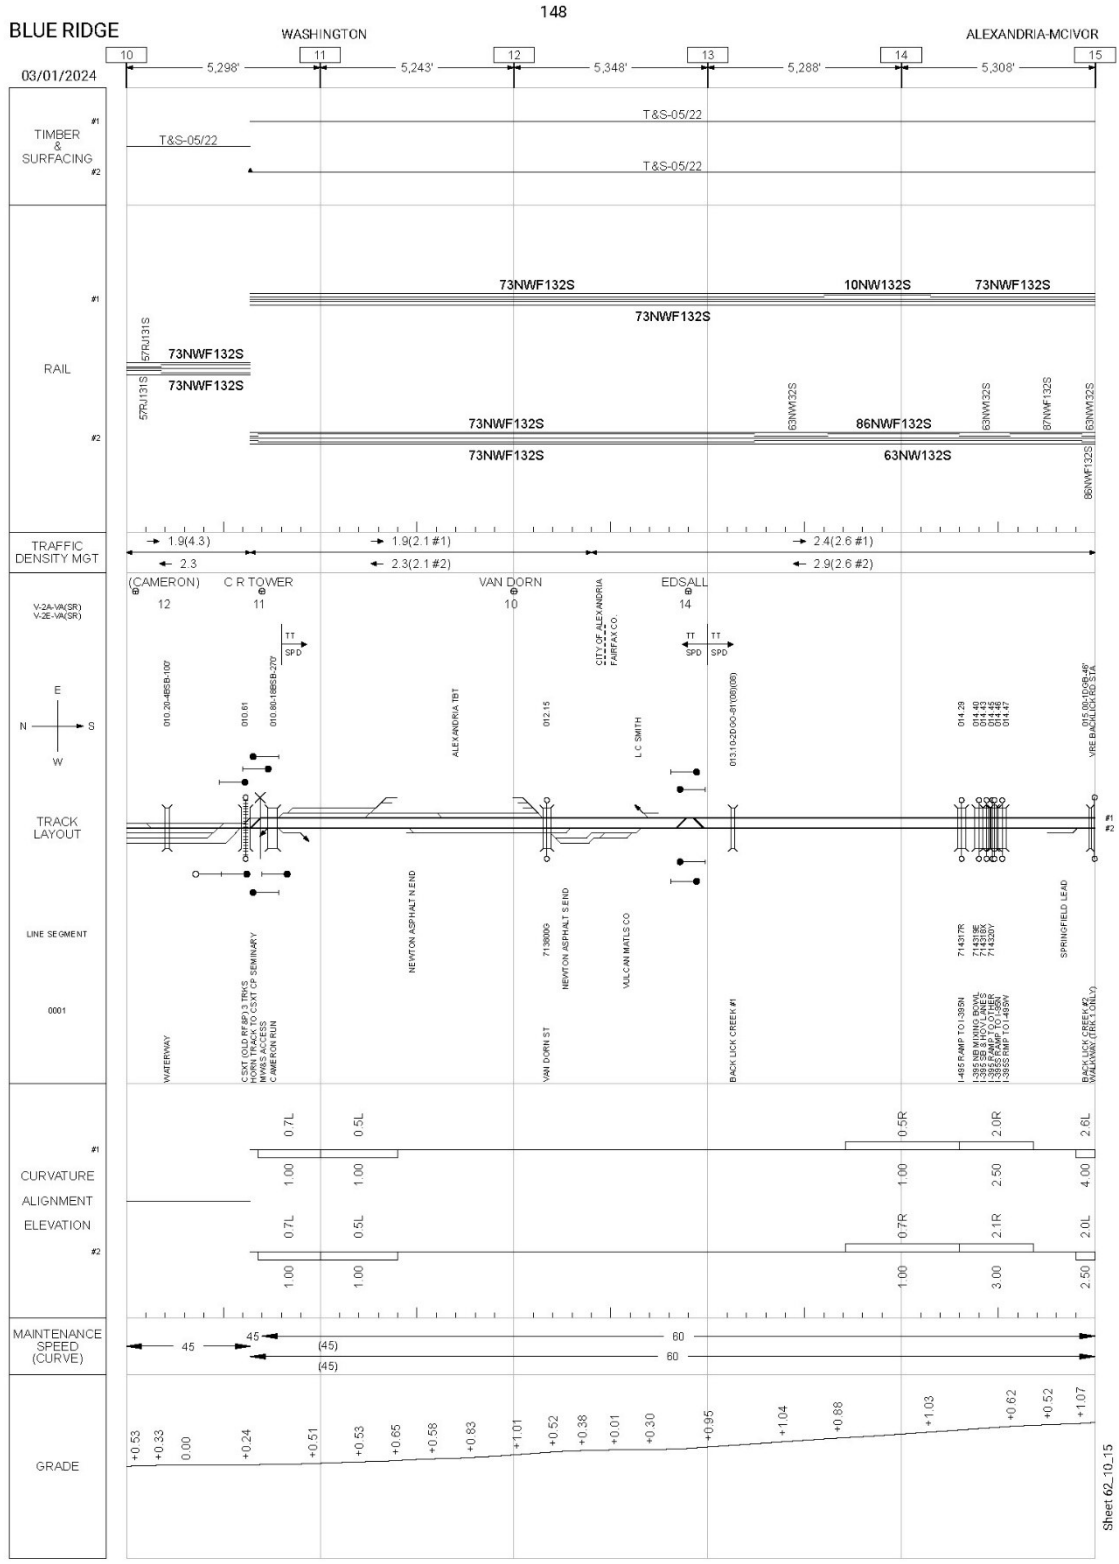 148
BLUE RIDGE
WASHINGTON
ALEXANDRIA-MCIVOR
10 11 12 13 14 15
03/01/2024
5,298' 5,243' 5,348' 5,288' 5,308'
TIMBER
&
SURFACING
#1
#2
T&S-05/22
T&S-05/22
T&S-05/22
RAIL
#1
#2
73NWF132S 10NW132S 73NWF132S
73NWF132S
57RJ131S
73NWF132S
57RJ131S
73NWF132S
63NW132S 63NW132S 87NWF132S 63NW132S
73NWF132S 86NWF132S
73NWF132S 63NW132S
86NWF132S
TRAFFIC
DENSITY MGT
1.9(4.3) 1.9(2.1 #1) 2.4(2.6 #1)
2.3 2.3(2.1 #2) 2.9(2.6 #2)
(CAMERON) C R TOWER VAN DORN EDSALL
12 11 10 14
V-2A-VA(SR)
V-2E-VA(SR)
CITY OF ALEXANDRIA
FAIRFAX CO.
TT
SPD
TT TT
SPD SPD
E
N S
W
010.20-4BSB-100'
010.61
010.80-18BSB-270'
ALEXANDRIA TBT
012.15
L C SMITH
013.10-2DGO-81'(08)(08)
014.29
014.40
014.43
014.45
014.46
014.47
015.00-1DGB-46'
VRE BACKLICK RD STA
TRACK
LAYOUT
#1
#2
LINE SEGMENT
0001
NEWTON ASPHALT N.END
713800G
NEWTON ASPHALT S.END
VULCAN MATLS CO
714317R
714319E
714318X
714320Y
SPRINGFIELD LEAD
WATERWAY
CSXT (OLD RF&P) 3 TRKS
HORN TRACK TO CSXT CP SEMINARY
MW&S ACCESS
CAMERON RUN
VAN DORN ST
BACK LICK CREEK #1
I-495 RAMP TO I-395N
I-395 NB MIXING BOWL
I-395 SB & HOV LANES
I-395 RAMP TO OTHER
I-395S RAMP TO I-95N
I-395S RMP TO I-495W
BACK LICK CREEK #2
WALKWAY (TRK 1 ONLY)
CURVATURE
ALIGNMENT
ELEVATION
#1
#2
0.7L 0.5L 0.5R 2.0R 2.6L
1.00 1.00 1.00 2.50 4.00
0.7L 0.5L 0.7R 2.1R 2.0L
1.00 1.00 1.00 3.00 2.50
MAINTENANCE
SPEED
(CURVE)
45 60
45 (45)
60
(45)
GRADE
+0.53 +0.33 0.00 +0.24 +0.51 +0.53 +0.65 +0.58 +0.83 +1.01 +0.52 +0.38 +0.01 +0.30 +0.95 +1.04 +0.88 +1.03 +0.62 +0.52 +1.07
Sheet 62_10_15